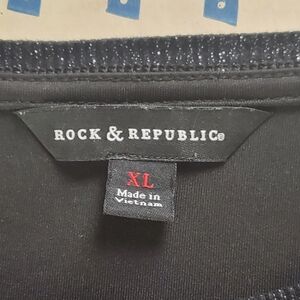 ROCK & REPUBLIC®
XL
Made in
Vietnam